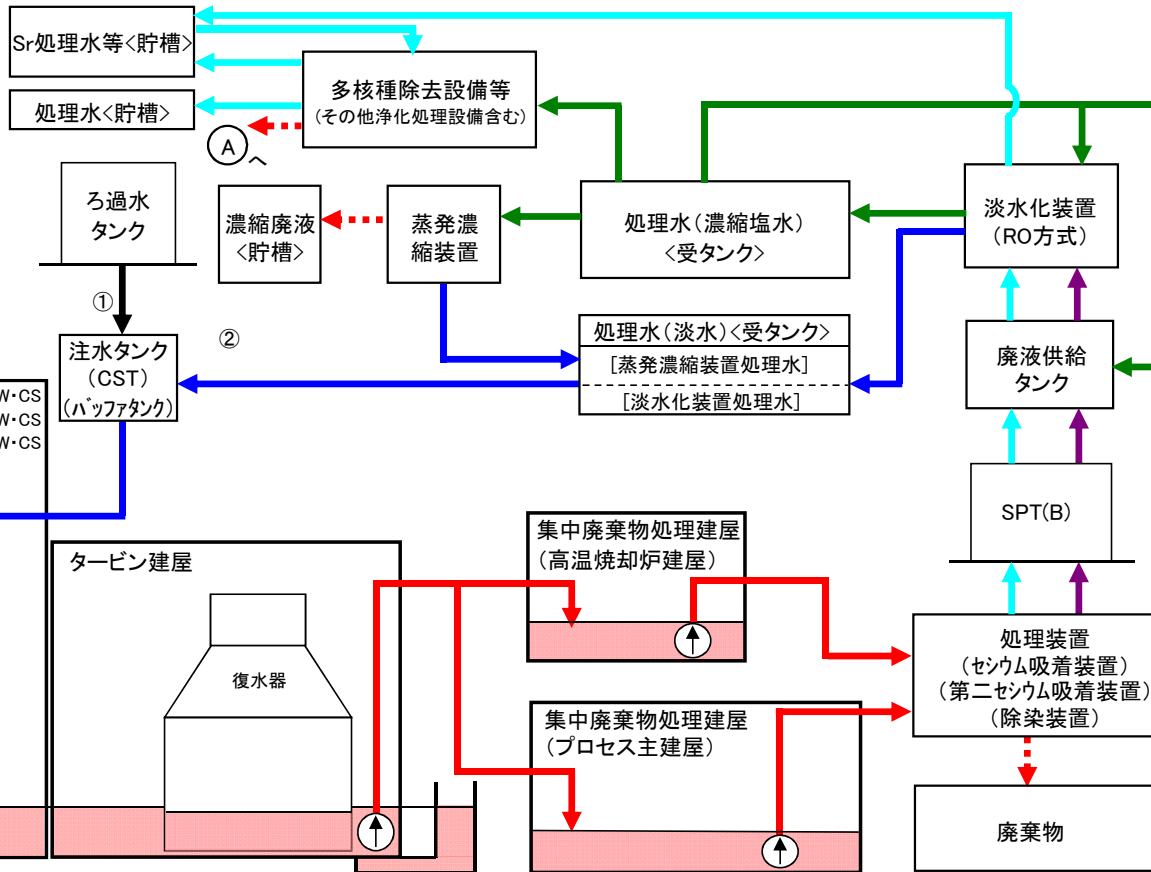 Sr処理水等<貯槽>
処理水<貯槽>
多核種除去設備等
(その他浄化処理設備含む)
A
へ
ろ過水
タンク
濃縮廃液
<貯槽>
蒸発濃
縮装置
処理水(濃縮塩水)
<受タンク>
淡水化装置
(RO方式)
①
②
注水タンク
(CST)
(バッファタンク)
処理水(淡水)<受タンク>
[蒸発濃縮装置処理水]
[淡水化装置処理水]
廃液供給
タンク
W・CS
W・CS
W・CS
SPT(B)
タービン建屋
復水器
集中廃棄物処理建屋
(高温焼却炉建屋)
集中廃棄物処理建屋
(プロセス主建屋)
処理装置
(セシウム吸着装置)
(第二セシウム吸着装置)
(除染装置)
廃棄物